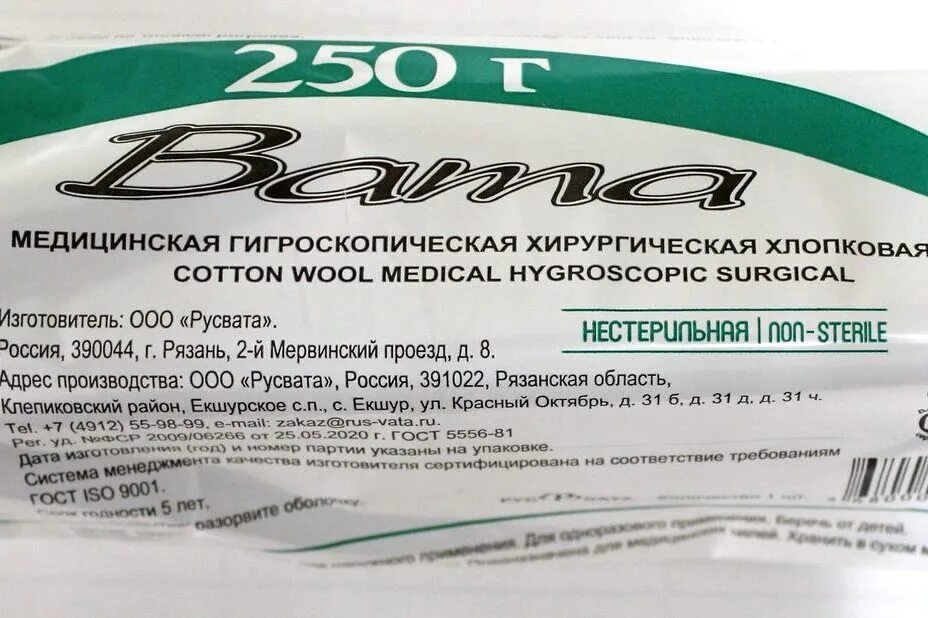 250 г
Вата
МЕДИЦИНСКАЯ ГИГРОСКОПИЧЕСКАЯ ХИРУРГИЧЕСКАЯ ХЛОПКОВАЯ
COTTON WOOL MEDICAL HYGROSCOPIC SURGICAL
Изготовитель: ООО «Русвата».
НЕСТЕРИЛЬНАЯ | NON-STERILE
Россия, 390044, г. Рязань, 2-й Мервинский проезд, д. 8.
Адрес производства: ООО «Русвата», Россия, 391022, Рязанская область,
Клепиковский район, Екшурское с.п., с. Екшур, ул. Красный Октябрь, д. 31 б, д. 31 д, д. 31 ч.
Tel. +7 (4912) 55-98-99, e-mail: zakaz@rus-vata.ru.
Рег. уд. №ФСР 2009/06266 от 25.05.2020 г. ГОСТ 5556-81
Дата изготовления (год) и номер партии указаны на упаковке.
Система менеджмента качества изготовителя сертифицирована на соответствие требованиям
ГОСТ ISO 9001.
Срок годности 5 лет.
разорвите оболочку.
применения. Для одноразового применения. Беречь от детей.
Предназначена для медицинских целей. Хранить в сухом